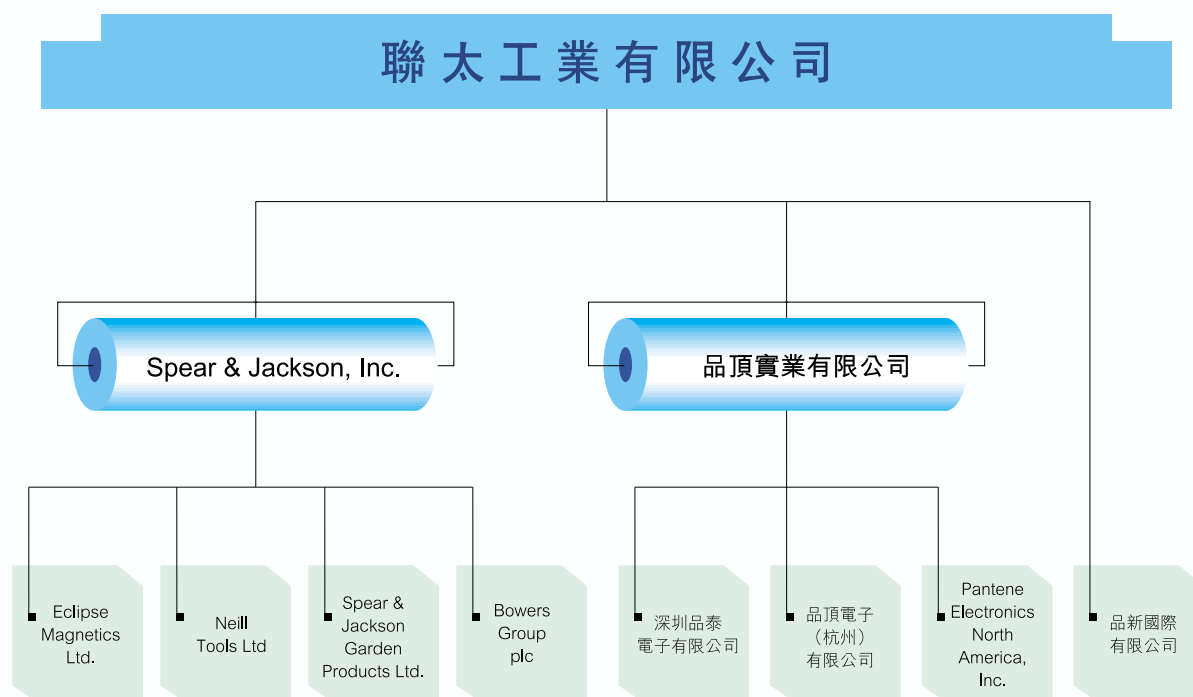 聯太工業有限公司
Spear & Jackson, Inc.
品頂實業有限公司
Eclipse
Magnetics
Ltd.
Neill
Tools Ltd
Spear &
Jackson
Garden
Products Ltd.
Bowers
Group
plc
深圳品泰
電子有限公司
品頂電子
（杭州）
有限公司
Pantene
Electronics
North
America,
Inc.
品新國際
有限公司